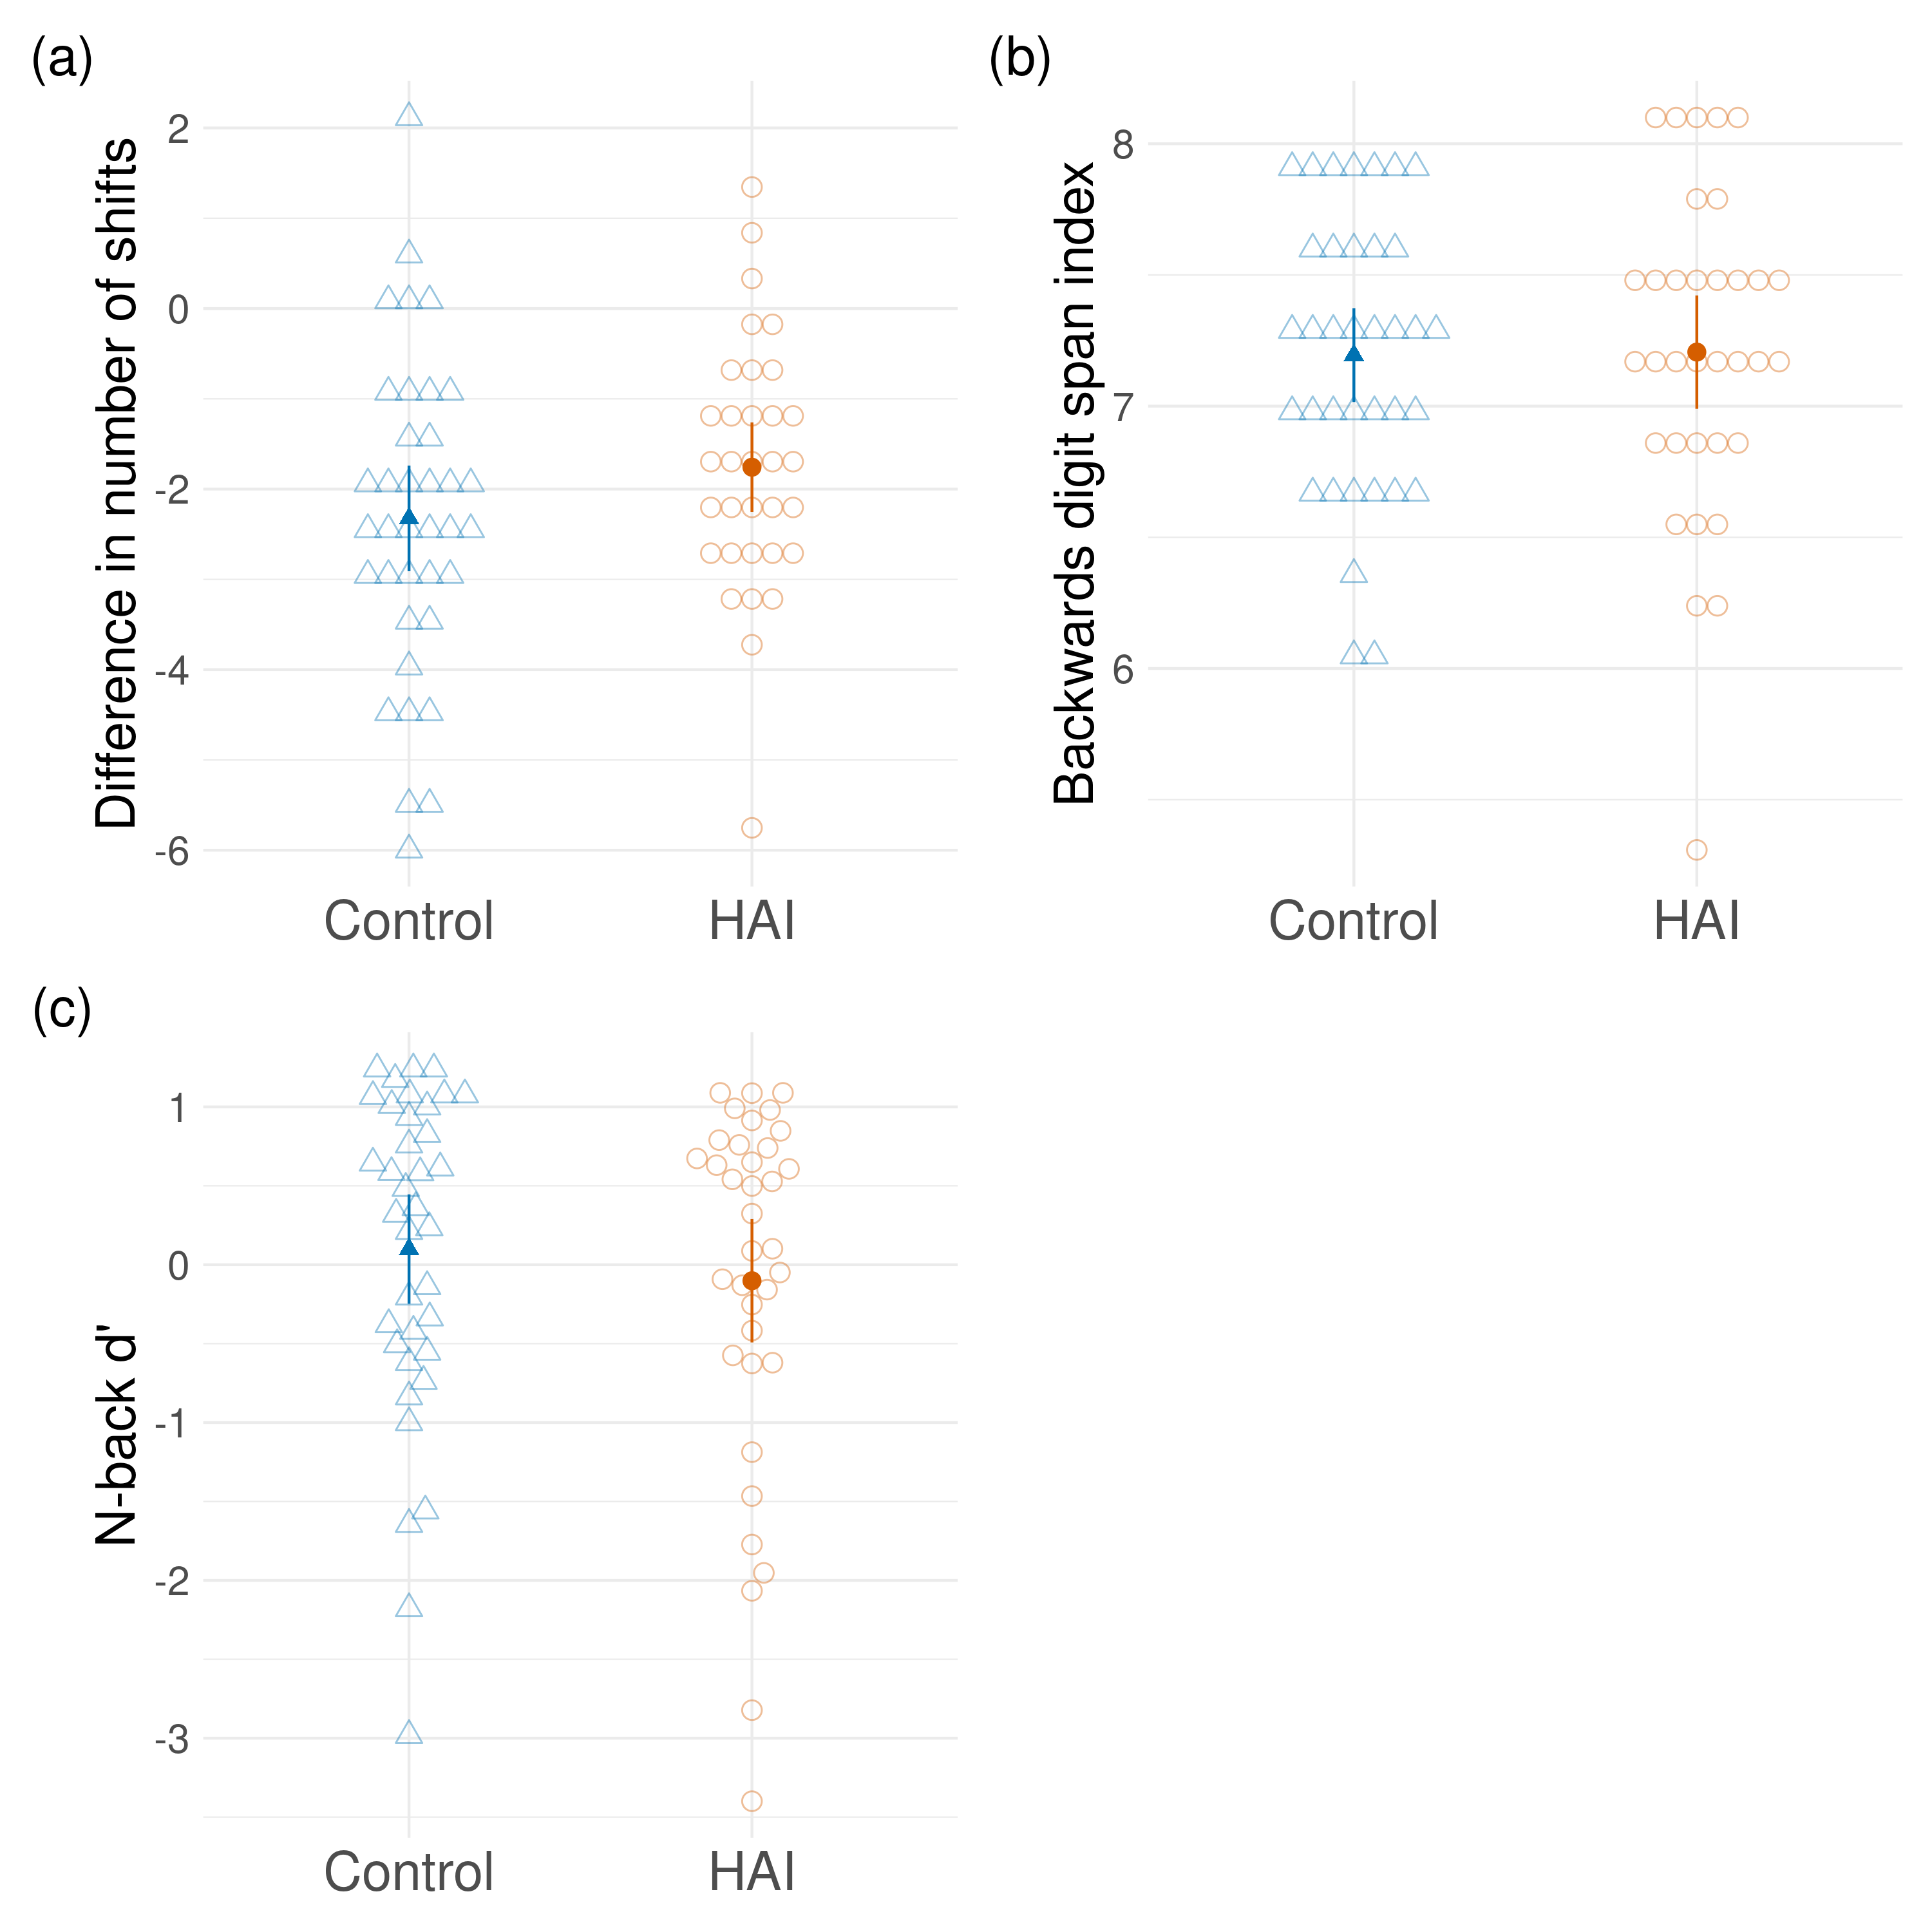 (a)
Difference in number of shifts
2
0
-2
-4
-6
Control HAI
(b)
Backwards digit span index
8
7
6
Control HAI
(c)
N-back d'
1
0
-1
-2
-3
Control HAI